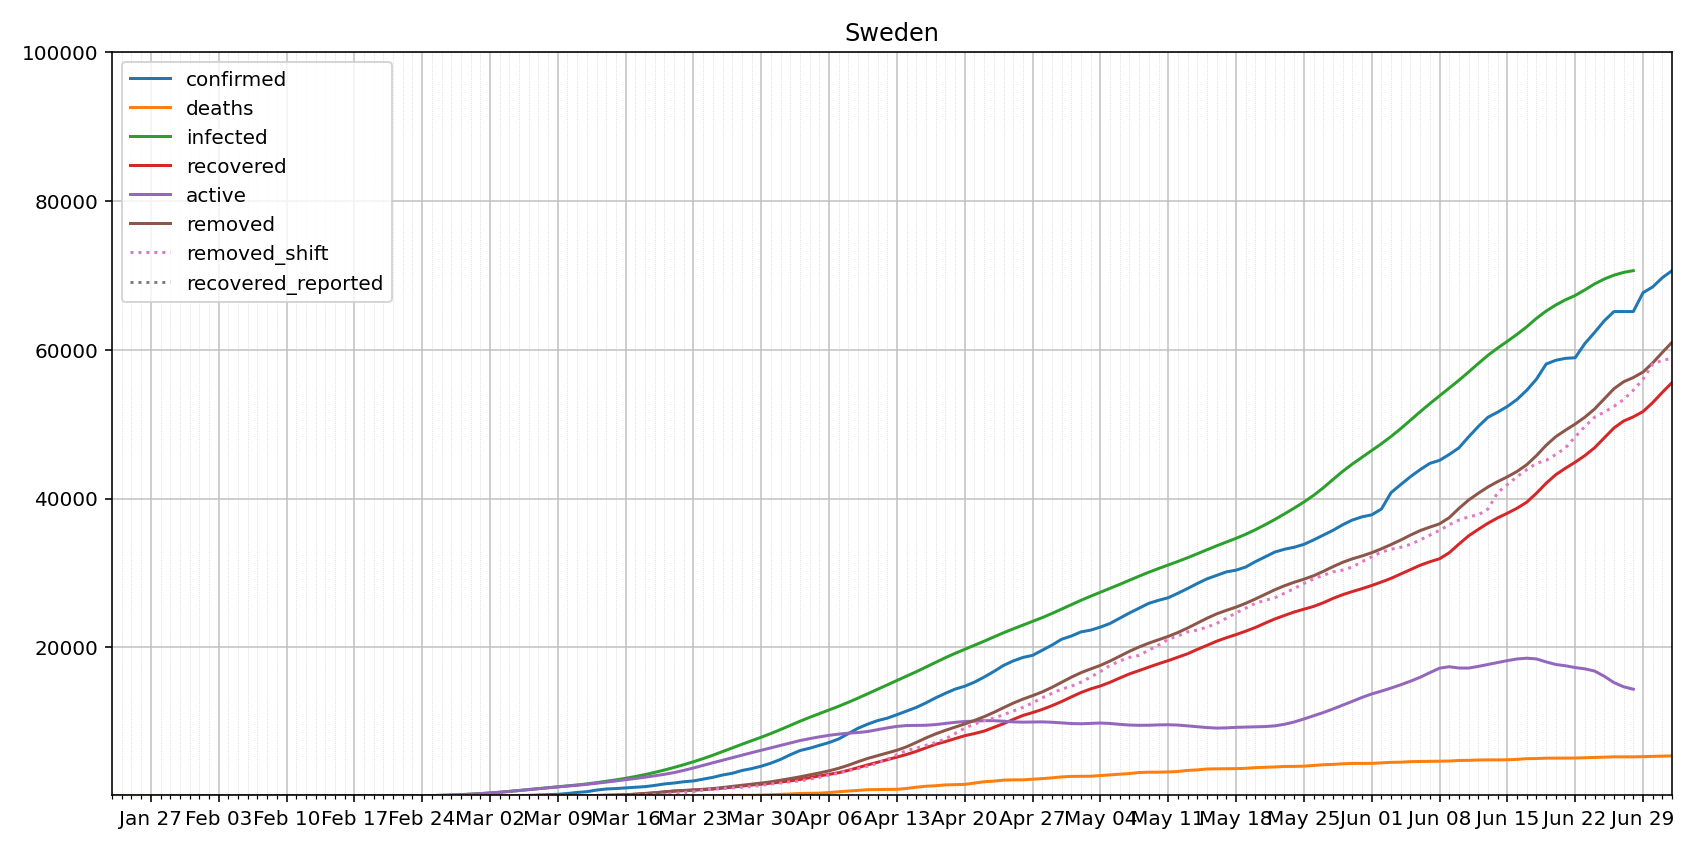 Sweden
100000
80000
60000
40000
20000
confirmed
deaths
infected
recovered
active
removed
removed_shift
recovered_reported
Jan 27 Feb 03 Feb 10 Feb 17 Feb 24 Mar 02 Mar 09 Mar 16 Mar 23 Mar 30 Apr 06 Apr 13 Apr 20 Apr 27 May 04 May 11 May 18 May 25 Jun 01 Jun 08 Jun 15 Jun 22 Jun 29